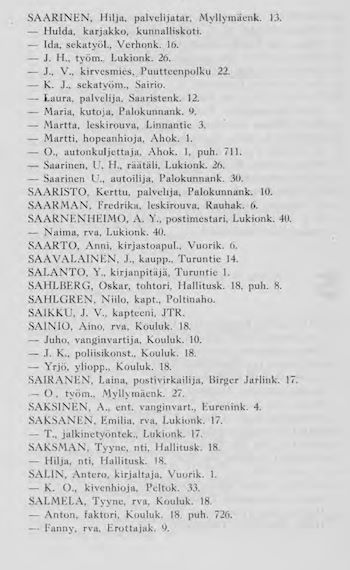 SAARINEN, Hilja, palvelijatar, Myllymäenk. 13.
— Hulda, karjakko, kunnalliskoti.
— Ida, sekatyöl., Verhonk. 16.
— J. H., työm., Lukionk. 26.
— J., V., kirvesmies, Puutteenpolku 22.
— K. J., sekatyöm., Sairio.
— Laura, palvelija, Saaristenk. 12.
— Maria, kutoja, Palokunnank. 9.
— Martta, leskirouva, Linnantie 3.
— Martti, hopeanhioja, Ahok. 1.
— O., autonkuljettaja, Ahok. 1, puh. 711.
— Saarinen, U. H., räätäli, Lukionk. 26.
— Saarinen U., autoilija, Palokunnank. 30.
SAARISTO, Kerttu, palvelija, Palokunnank. 10.
SAARMAN, Fredrika, leskirouva, Rauhak. 6.
SAARNENHEIMO, A. Y., postimestari, Lukionk. 40.
— Naima, rva, Lukionk. 40.
SAARTO, Anni, kirjastoapul., Vuorik. 6.
SAAVALAINEN, J., kaupp., Turuntie 14.
SALANTO, Y., kirjanpitäjä, Turuntie 1.
SAHLBERG, Oskar, tohtori, Hallitusk. 18, puh. 8.
SAHLGREN, Niilo, kapt., Poltinaho.
SAIKKU, J. V., kapteeni, JTR.
SAINIO, Aino, rva, Kouluk. 18.
— Juho, vanginvartija, Kouluk. 10.
— J. K., poliisikonst., Kouluk. 18.
— Yrjö, yliopp., Kouluk. 18.
SAIRANEN, Laina, postivirkailija, Birger Jarlink. 17.
— O., työm., Myllymäenk. 27.
SAKSINEN, A., ent. vanginvart., Eurenink. 4.
SAKSANEN, Emilia, rva, Lukionk. 17.
— T., jalkinetyöntek., Lukionk. 17.
SAKSMAN, Tyyne, nti, Hallitusk. 18.
— Hilja, nti, Hallitusk. 18.
SALIN, Antero, kirjaltaja, Vuorik. 1.
— K. O., kivenhioja, Peltok. 33.
SALMELA, Tyyne, rva, Kouluk. 18.
— Anton, faktori, Kouluk. 18, puh. 726.
— Fanny, rva, Erottajak. 9.